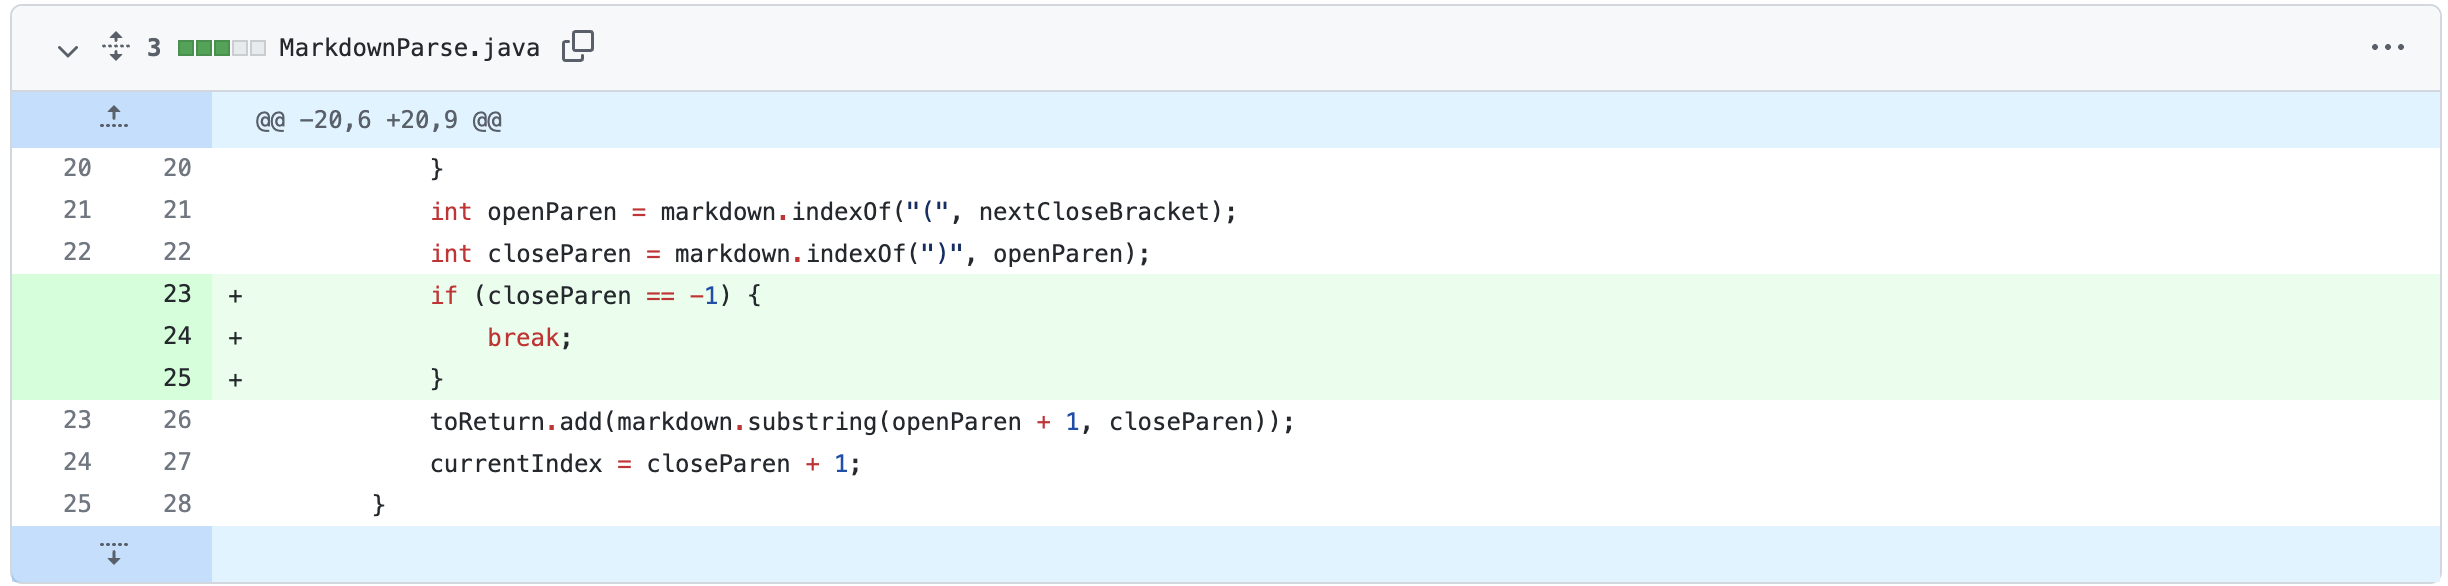 3 MarkdownParse.java
@@ -20,6 +20,9 @@
20 20 }
21 21 int openParen = markdown.indexOf("(", nextCloseBracket);
22 22 int closeParen = markdown.indexOf(")", openParen);
23 + if (closeParen == -1) {
24 + break;
25 + }
23 26 toReturn.add(markdown.substring(openParen + 1, closeParen));
24 27 currentIndex = closeParen + 1;
25 28 }